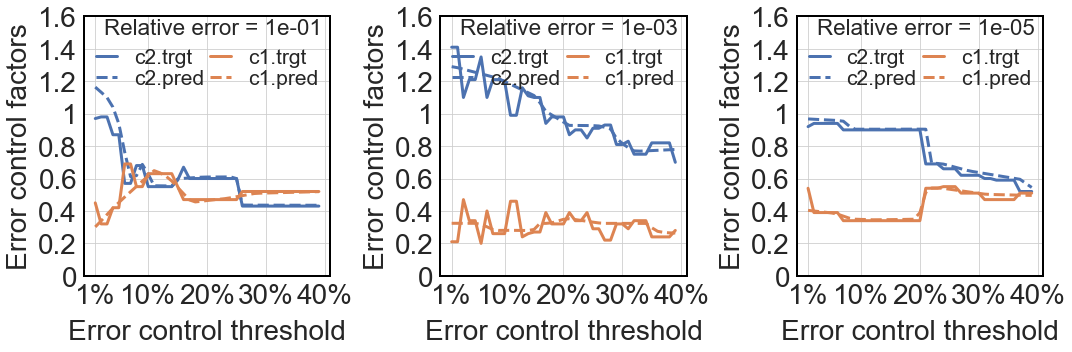 Error control factors
1.6
1.4
1.2
1
0.8
0.6
0.4
0.2
0
Relative error = 1e-01
c2.trgt c1.trgt
c2.pred c1.pred
1% 10% 20% 30% 40%
Error control threshold
Error control factors
1.6
1.4
1.2
1
0.8
0.6
0.4
0.2
0
Relative error = 1e-03
c2.trgt c1.trgt
c2.pred c1.pred
1% 10% 20% 30% 40%
Error control threshold
Error control factors
1.6
1.4
1.2
1
0.8
0.6
0.4
0.2
0
Relative error = 1e-05
c2.trgt c1.trgt
c2.pred c1.pred
1% 10% 20% 30% 40%
Error control threshold